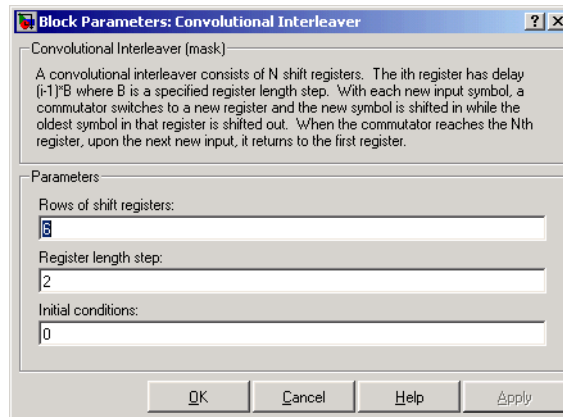 Block Parameters: Convolutional Interleaver
Convolutional Interleaver (mask)
A convolutional interleaver consists of N shift registers. The ith register has delay
(i-1)*B where B is a specified register length step. With each new input symbol, a
commutator switches to a new register and the new symbol is shifted in while the
oldest symbol in that register is shifted out. When the commutator reaches the Nth
register, upon the next new input, it returns to the first register.
Parameters
Rows of shift registers:
6
Register length step:
2
Initial conditions:
0
OK Cancel Help Apply